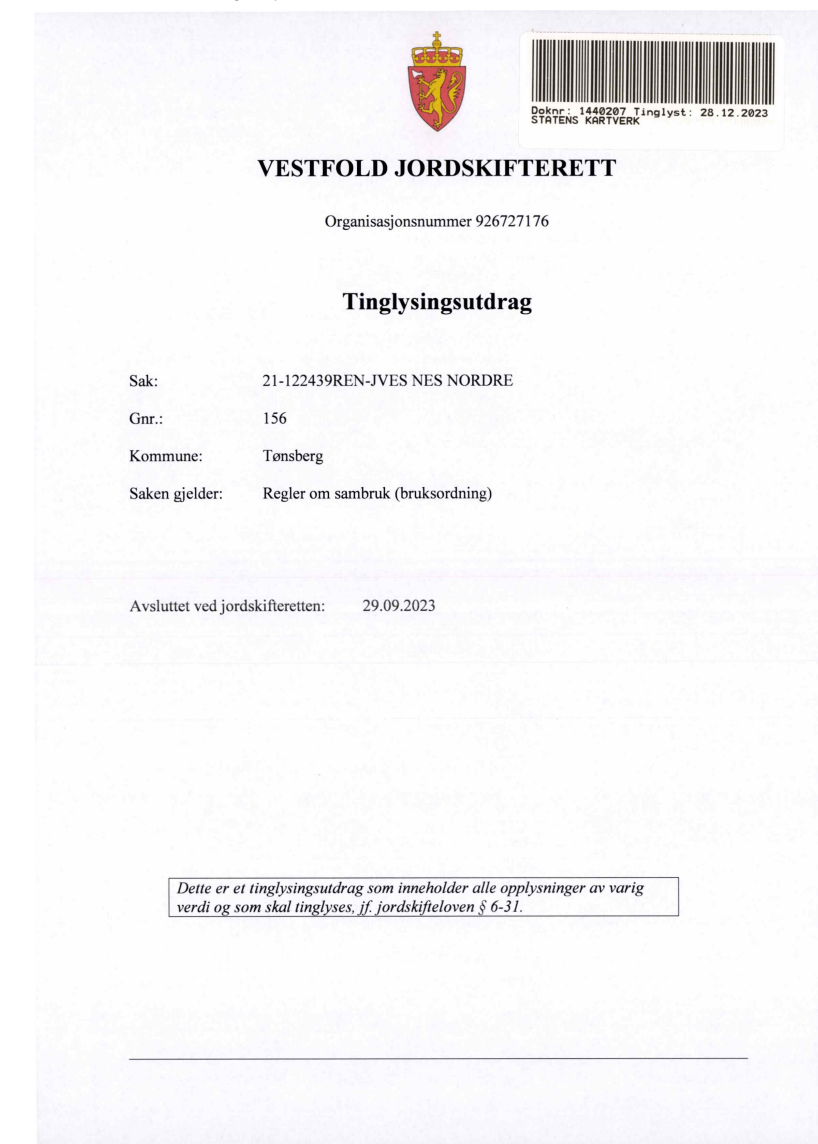 Doknr: 1440207 Tinglyst: 28.12.2023
STATENS KARTVERK
VESTFOLD JORDSKIFTERETT
Organisasjonsnummer 926727176
Tinglysingsutdrag
Sak: 21-122439REN-JVES NES NORDRE
Gnr.: 156
Kommune: Tønsberg
Saken gjelder: Regler om sambruk (bruksordning)
Avsluttet ved jordskifteretten: 29.09.2023
Dette er et tinglysingsutdrag som inneholder alle opplysninger av varig
verdi og som skal tinglyses, jf. jordskifteloven § 6-31.